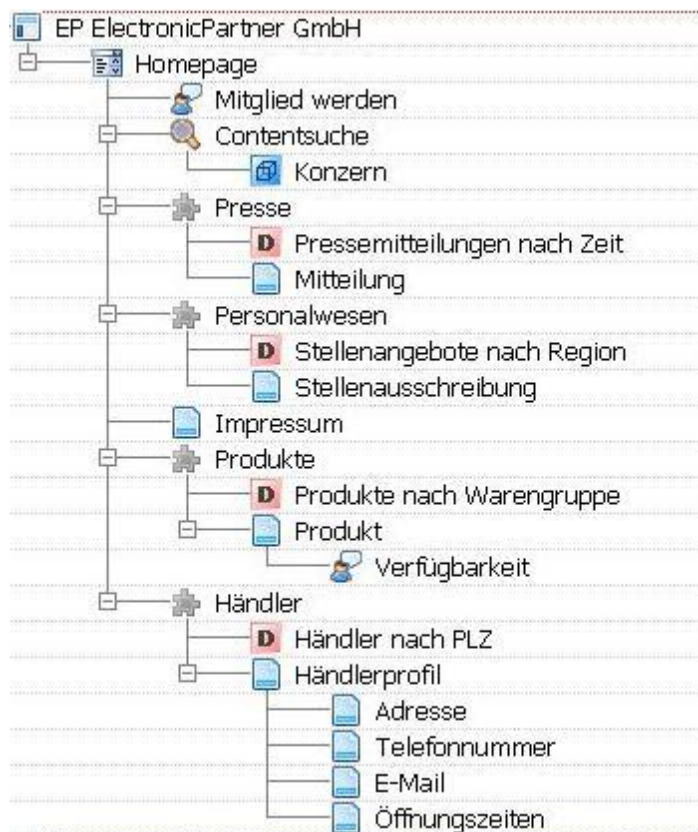 EP ElectronicPartner GmbH
Homepage
Mitglied werden
Contentsuche
Konzern
Presse
D Pressemitteilungen nach Zeit
Mitteilung
Personalwesen
D Stellenangebote nach Region
Stellenausschreibung
Impressum
Produkte
D Produkte nach Warengruppe
Produkt
Verfügbarkeit
Händler
D Händler nach PLZ
Händlerprofil
Adresse
Telefonnummer
E-Mail
Öffnungszeiten